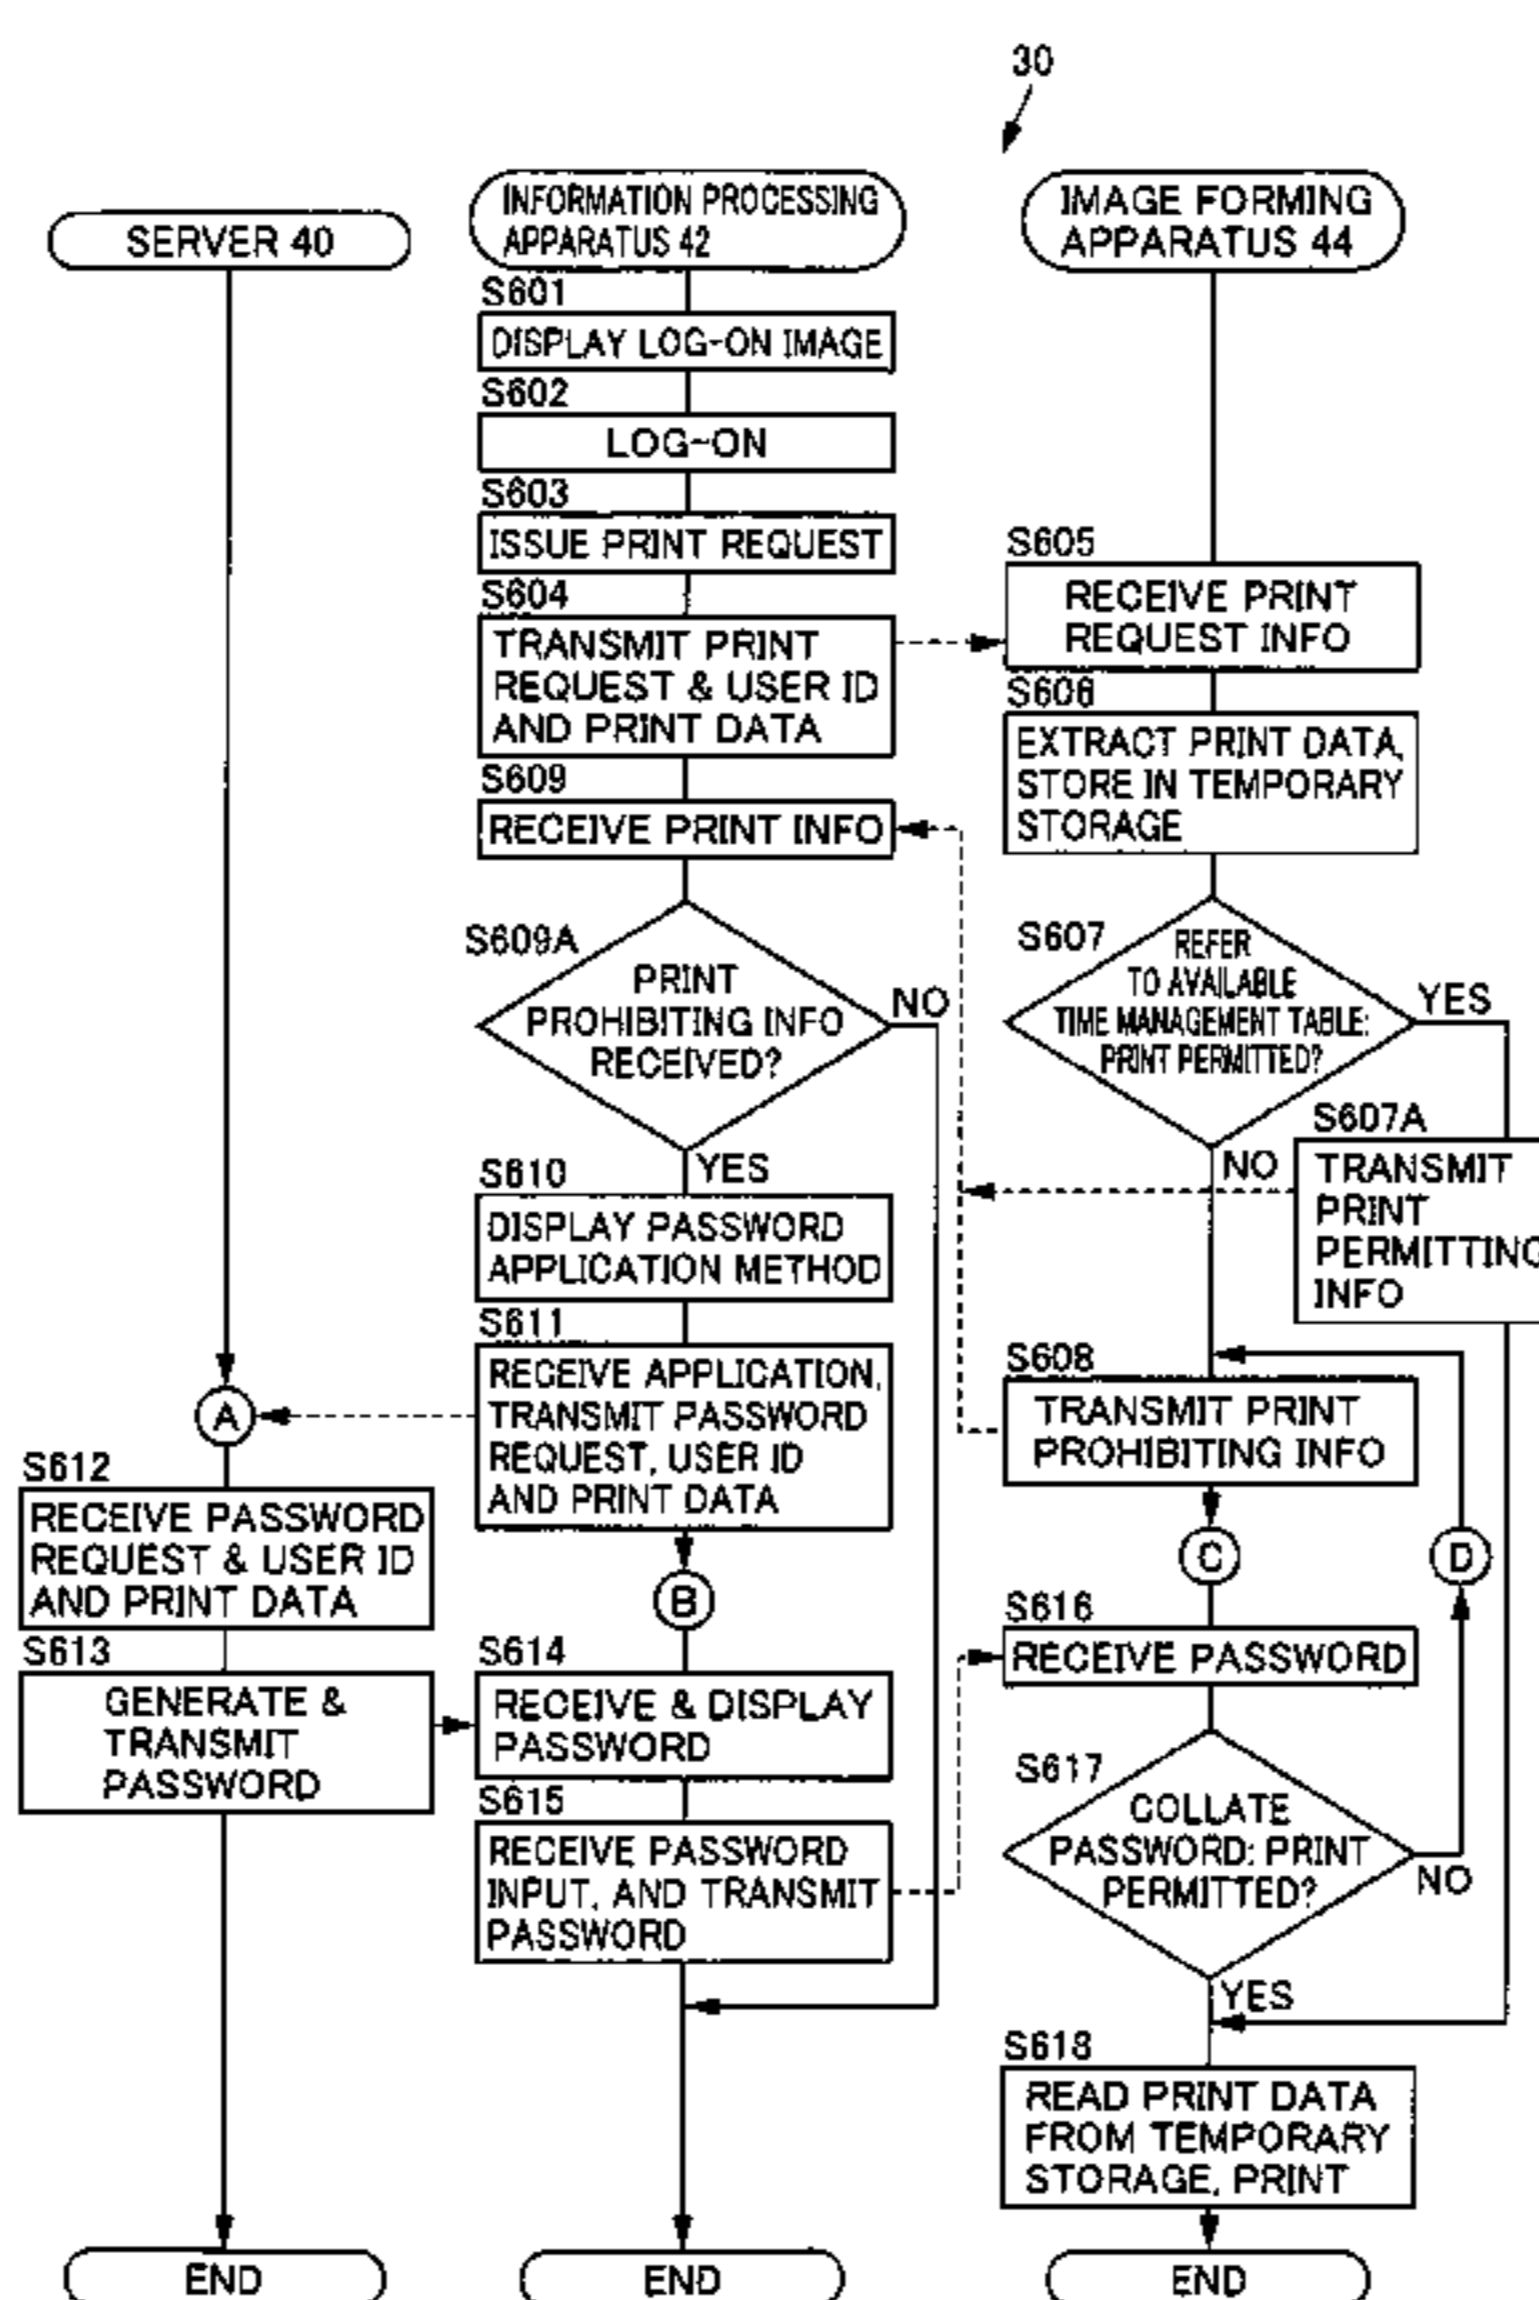 30
SERVER 40
INFORMATION PROCESSING
APPARATUS 42
IMAGE FORMING
APPARATUS 44
S601
DISPLAY LOG-ON IMAGE
S602
LOG-ON
S603
ISSUE PRINT REQUEST
S604
TRANSMIT PRINT
REQUEST & USER ID
AND PRINT DATA
S605
RECEIVE PRINT
REQUEST INFO
S606
EXTRACT PRINT DATA,
STORE IN TEMPORARY
STORAGE
S609
RECEIVE PRINT INFO
S609A
PRINT
PROHIBITING INFO
RECEIVED?
NO
YES
S607
REFER
TO AVAILABLE
TIME MANAGEMENT TABLE:
PRINT PERMITTED?
YES
NO
S607A
TRANSMIT
PRINT
PERMITTING
INFO
S610
DISPLAY PASSWORD
APPLICATION METHOD
S611
RECEIVE APPLICATION,
TRANSMIT PASSWORD
REQUEST, USER ID
AND PRINT DATA
S608
TRANSMIT PRINT
PROHIBITING INFO
A
B
C
D
S612
RECEIVE PASSWORD
REQUEST & USER ID
AND PRINT DATA
S613
GENERATE &
TRANSMIT
PASSWORD
S614
RECEIVE & DISPLAY
PASSWORD
S615
RECEIVE PASSWORD
INPUT, AND TRANSMIT
PASSWORD
S616
RECEIVE PASSWORD
S617
COLLATE
PASSWORD: PRINT
PERMITTED?
NO
YES
S618
READ PRINT DATA
FROM TEMPORARY
STORAGE, PRINT
END
END
END